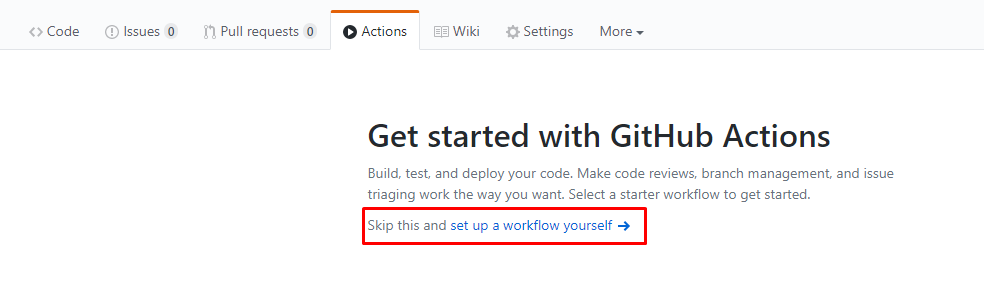 Code Issues 0 Pull requests 0 Actions Wiki Settings More
Get started with GitHub Actions
Build, test, and deploy your code. Make code reviews, branch management, and issue
triaging work the way you want. Select a starter workflow to get started.
Skip this and set up a workflow yourself →